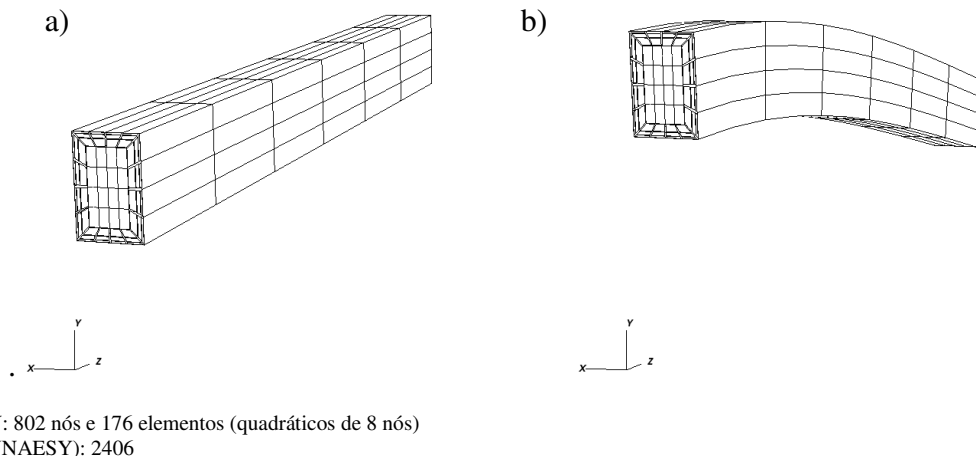 a)
b)
Y
X
Z
.
Y
X
Z
: 802 nós e 176 elementos (quadráticos de 8 nós)
NAESY): 2406